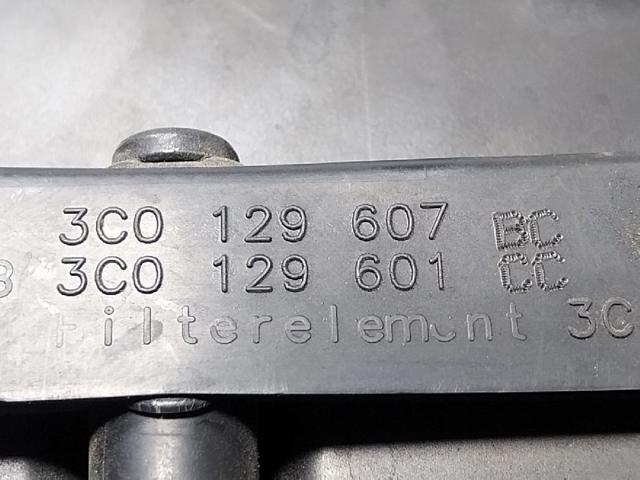 3C0 129 607 BC
3C0 129 601 CC
Filterelement 3C